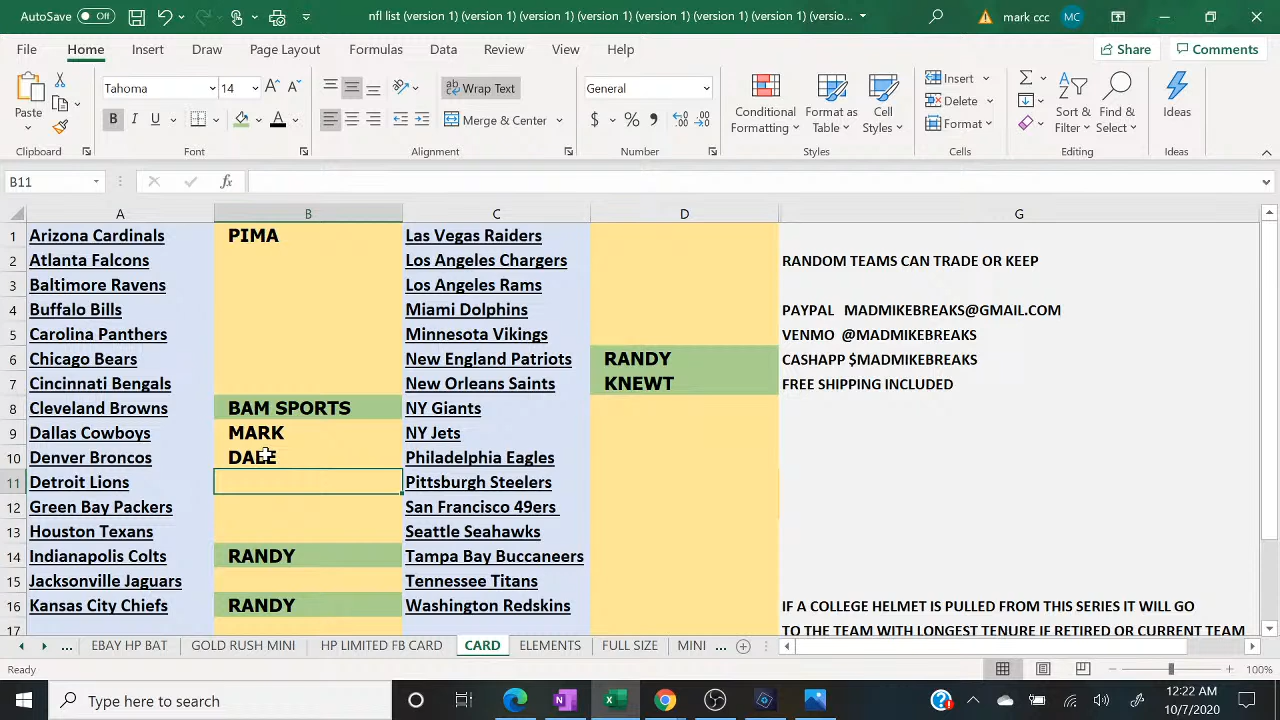 AutoSave Off
nfl list (version 1) (version 1) (version 1) (version 1) (version 1) (version 1) (versio...
mark ccc MC
File Home Insert Draw Page Layout Formulas Data Review View Help
Share Comments
Paste
Clipboard
Tahoma 14
B I U A
Font
Wrap Text
Merge & Center
Alignment
General
$ % 9
Number
Conditional Formatting
Format as Table
Cell Styles
Styles
Insert
Delete
Format
Cells
Sort & Filter
Find & Select
Editing
Ideas
Ideas
B11 fx
A B C D G
1 Arizona Cardinals PIMA Las Vegas Raiders
2 Atlanta Falcons Los Angeles Chargers RANDOM TEAMS CAN TRADE OR KEEP
3 Baltimore Ravens Los Angeles Rams
4 Buffalo Bills Miami Dolphins PAYPAL MADMIKEBREAKS@GMAIL.COM
5 Carolina Panthers Minnesota Vikings VENMO @MADMIKEBREAKS
6 Chicago Bears New England Patriots RANDY CASHAPP $MADMIKEBREAKS
7 Cincinnati Bengals New Orleans Saints KNEWT FREE SHIPPING INCLUDED
8 Cleveland Browns BAM SPORTS NY Giants
9 Dallas Cowboys MARK NY Jets
10 Denver Broncos DALE Philadelphia Eagles
11 Detroit Lions Pittsburgh Steelers
12 Green Bay Packers San Francisco 49ers
13 Houston Texans Seattle Seahawks
14 Indianapolis Colts RANDY Tampa Bay Buccaneers
15 Jacksonville Jaguars Tennessee Titans
16 Kansas City Chiefs RANDY Washington Redskins IF A COLLEGE HELMET IS PULLED FROM THIS SERIES IT WILL GO
17 TO THE TEAM WITH LONGEST TENURE IF RETIRED OR CURRENT TEAM
... EBAY HP BAT GOLD RUSH MINI HP LIMITED FB CARD CARD ELEMENTS FULL SIZE MINI ...
Ready 100%
Type here to search
12:22 AM
10/7/2020